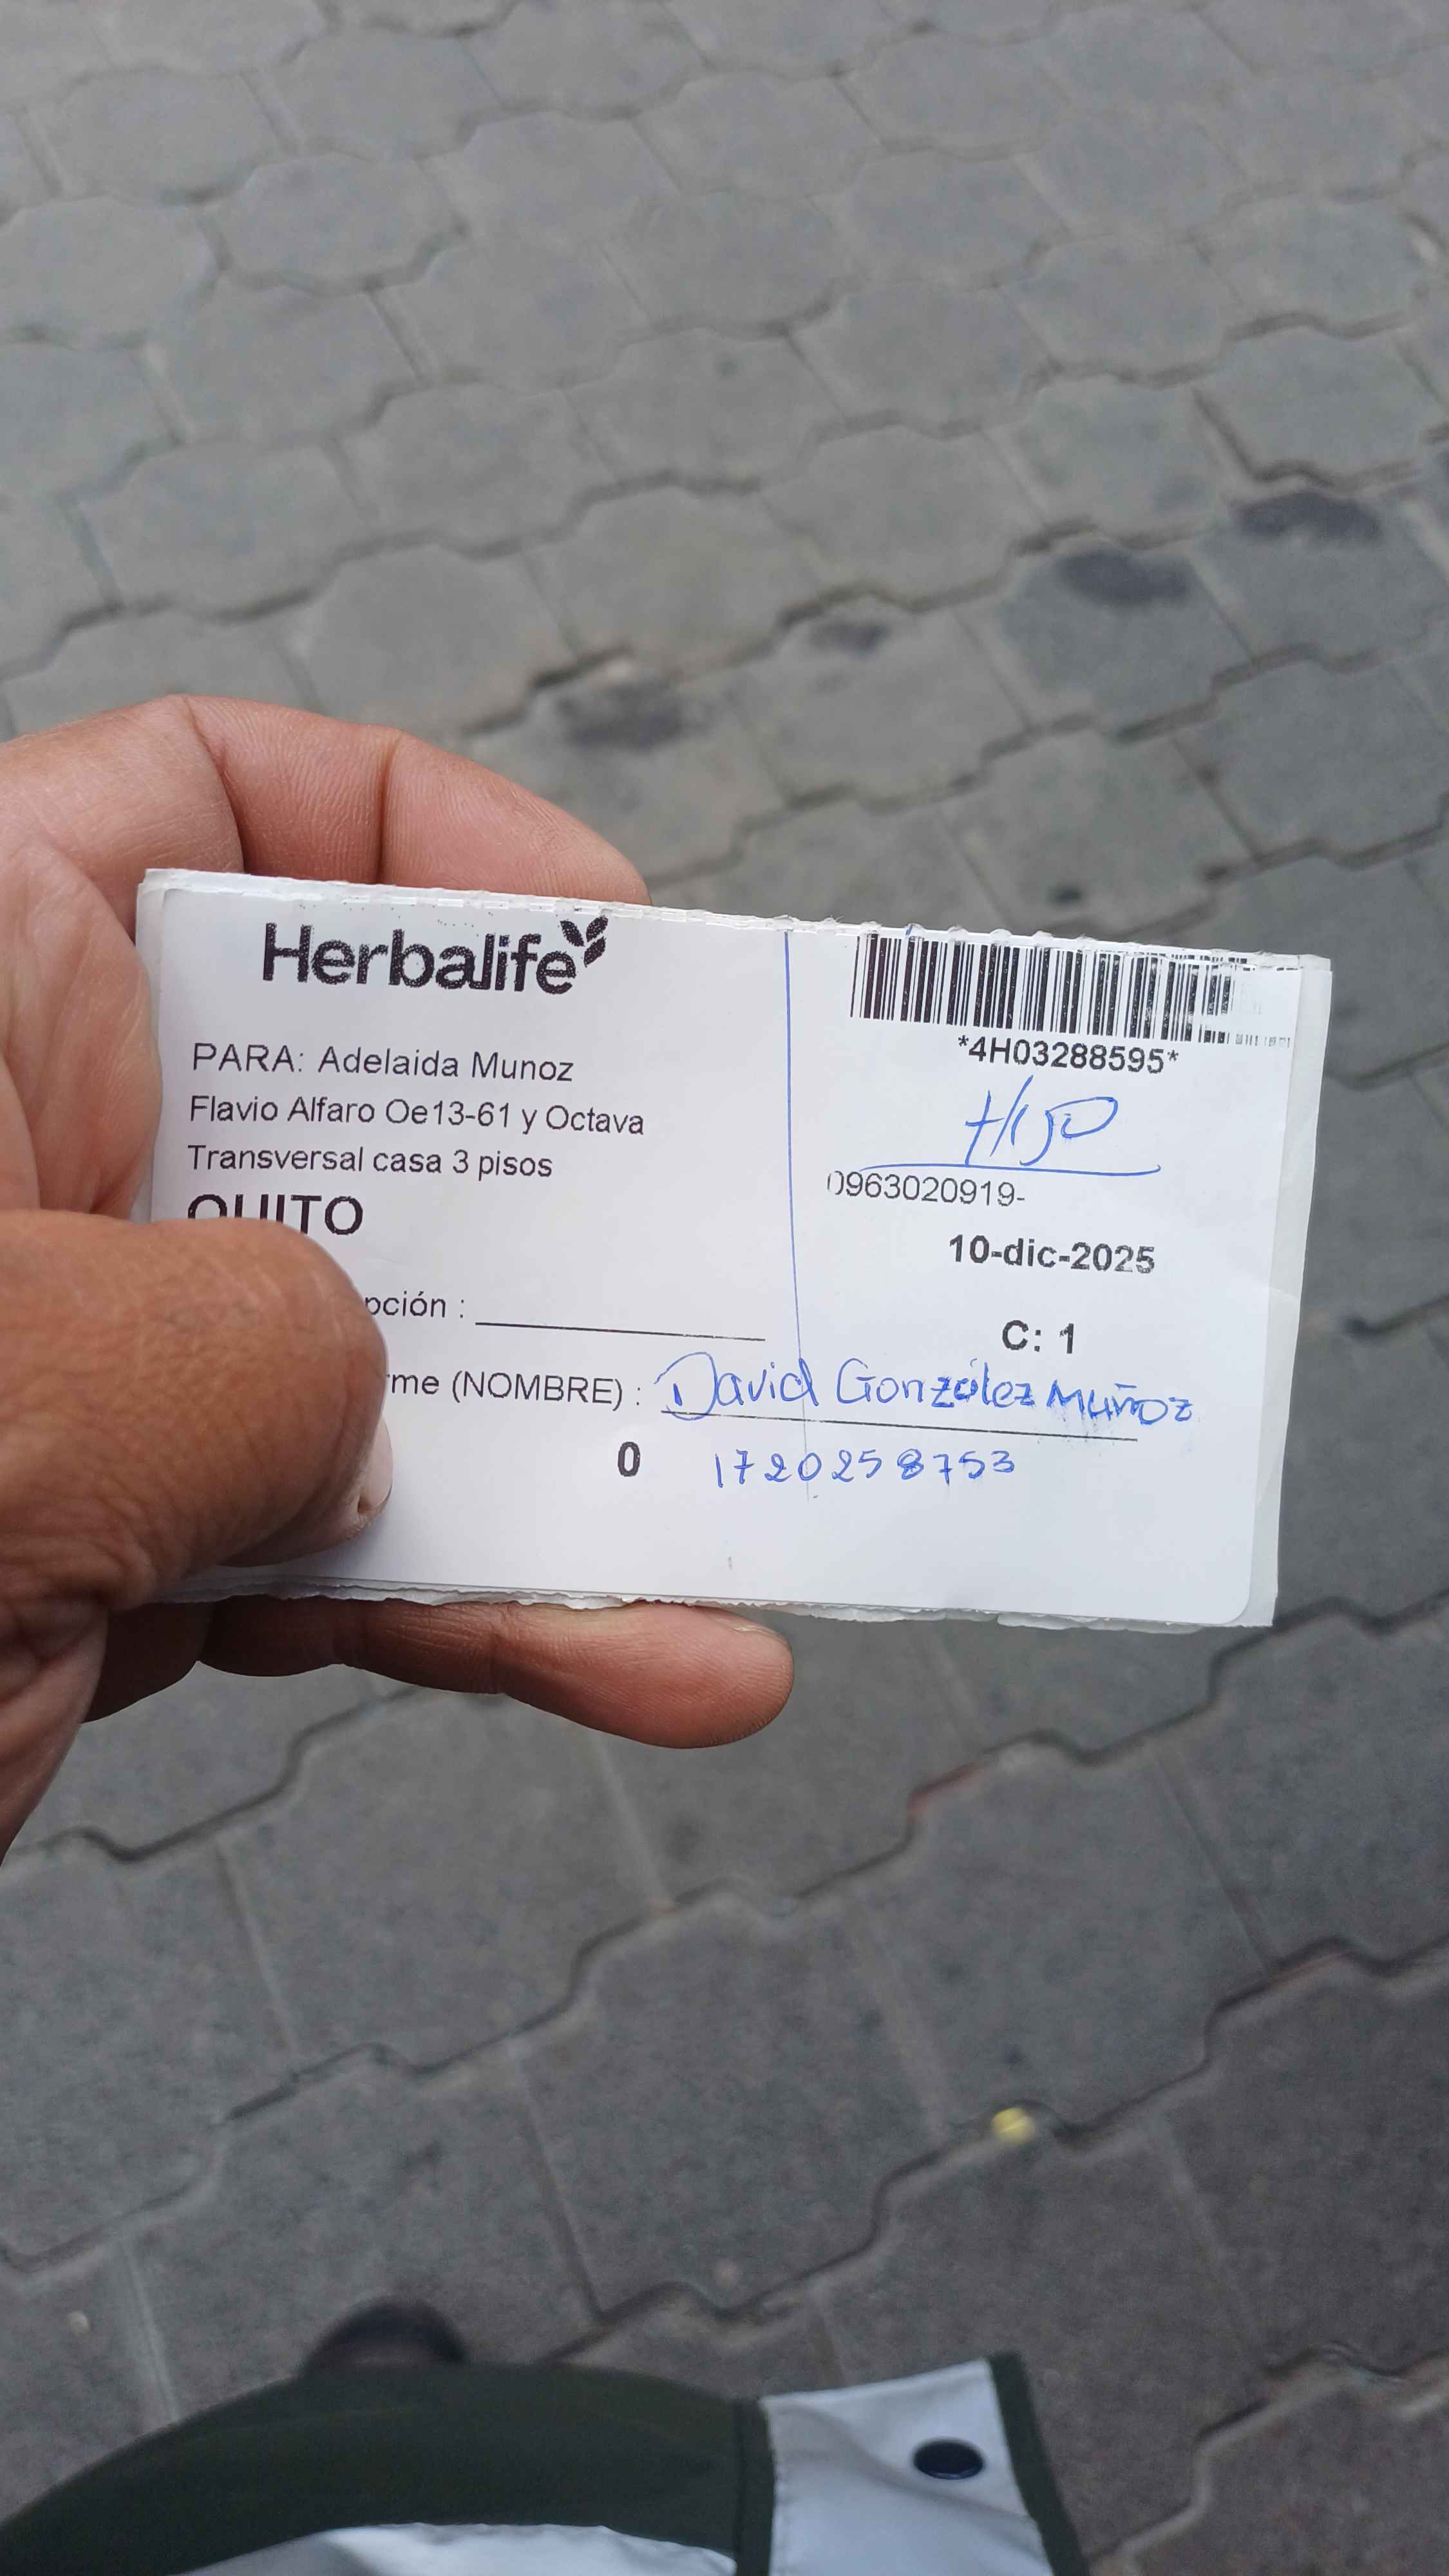 Herbalife
PARA: Adelaida Munoz
Flavio Alfaro Oe13-61 y Octava
Transversal casa 3 pisos
QUITO
pción :
rme (NOMBRE) : David González Muñoz
0 1720258753
*4H03288595*
Hijo
0963020919-
10-dic-2025
C: 1